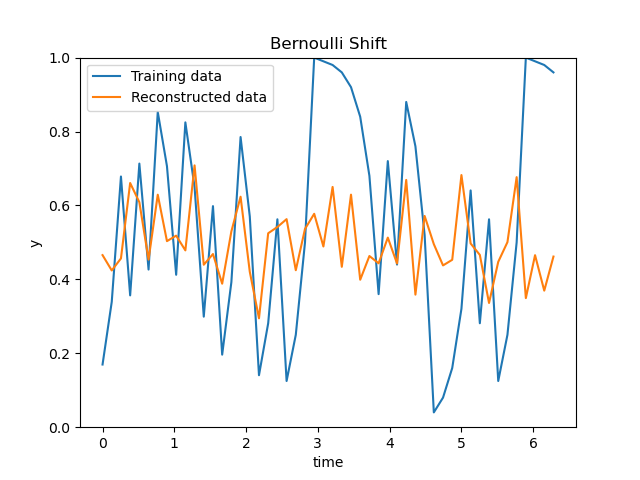 Bernoulli Shift
1.0
Training data
Reconstructed data
0.8
0.6
y
0.4
0.2
0.0
0 1 2 3 4 5 6
time